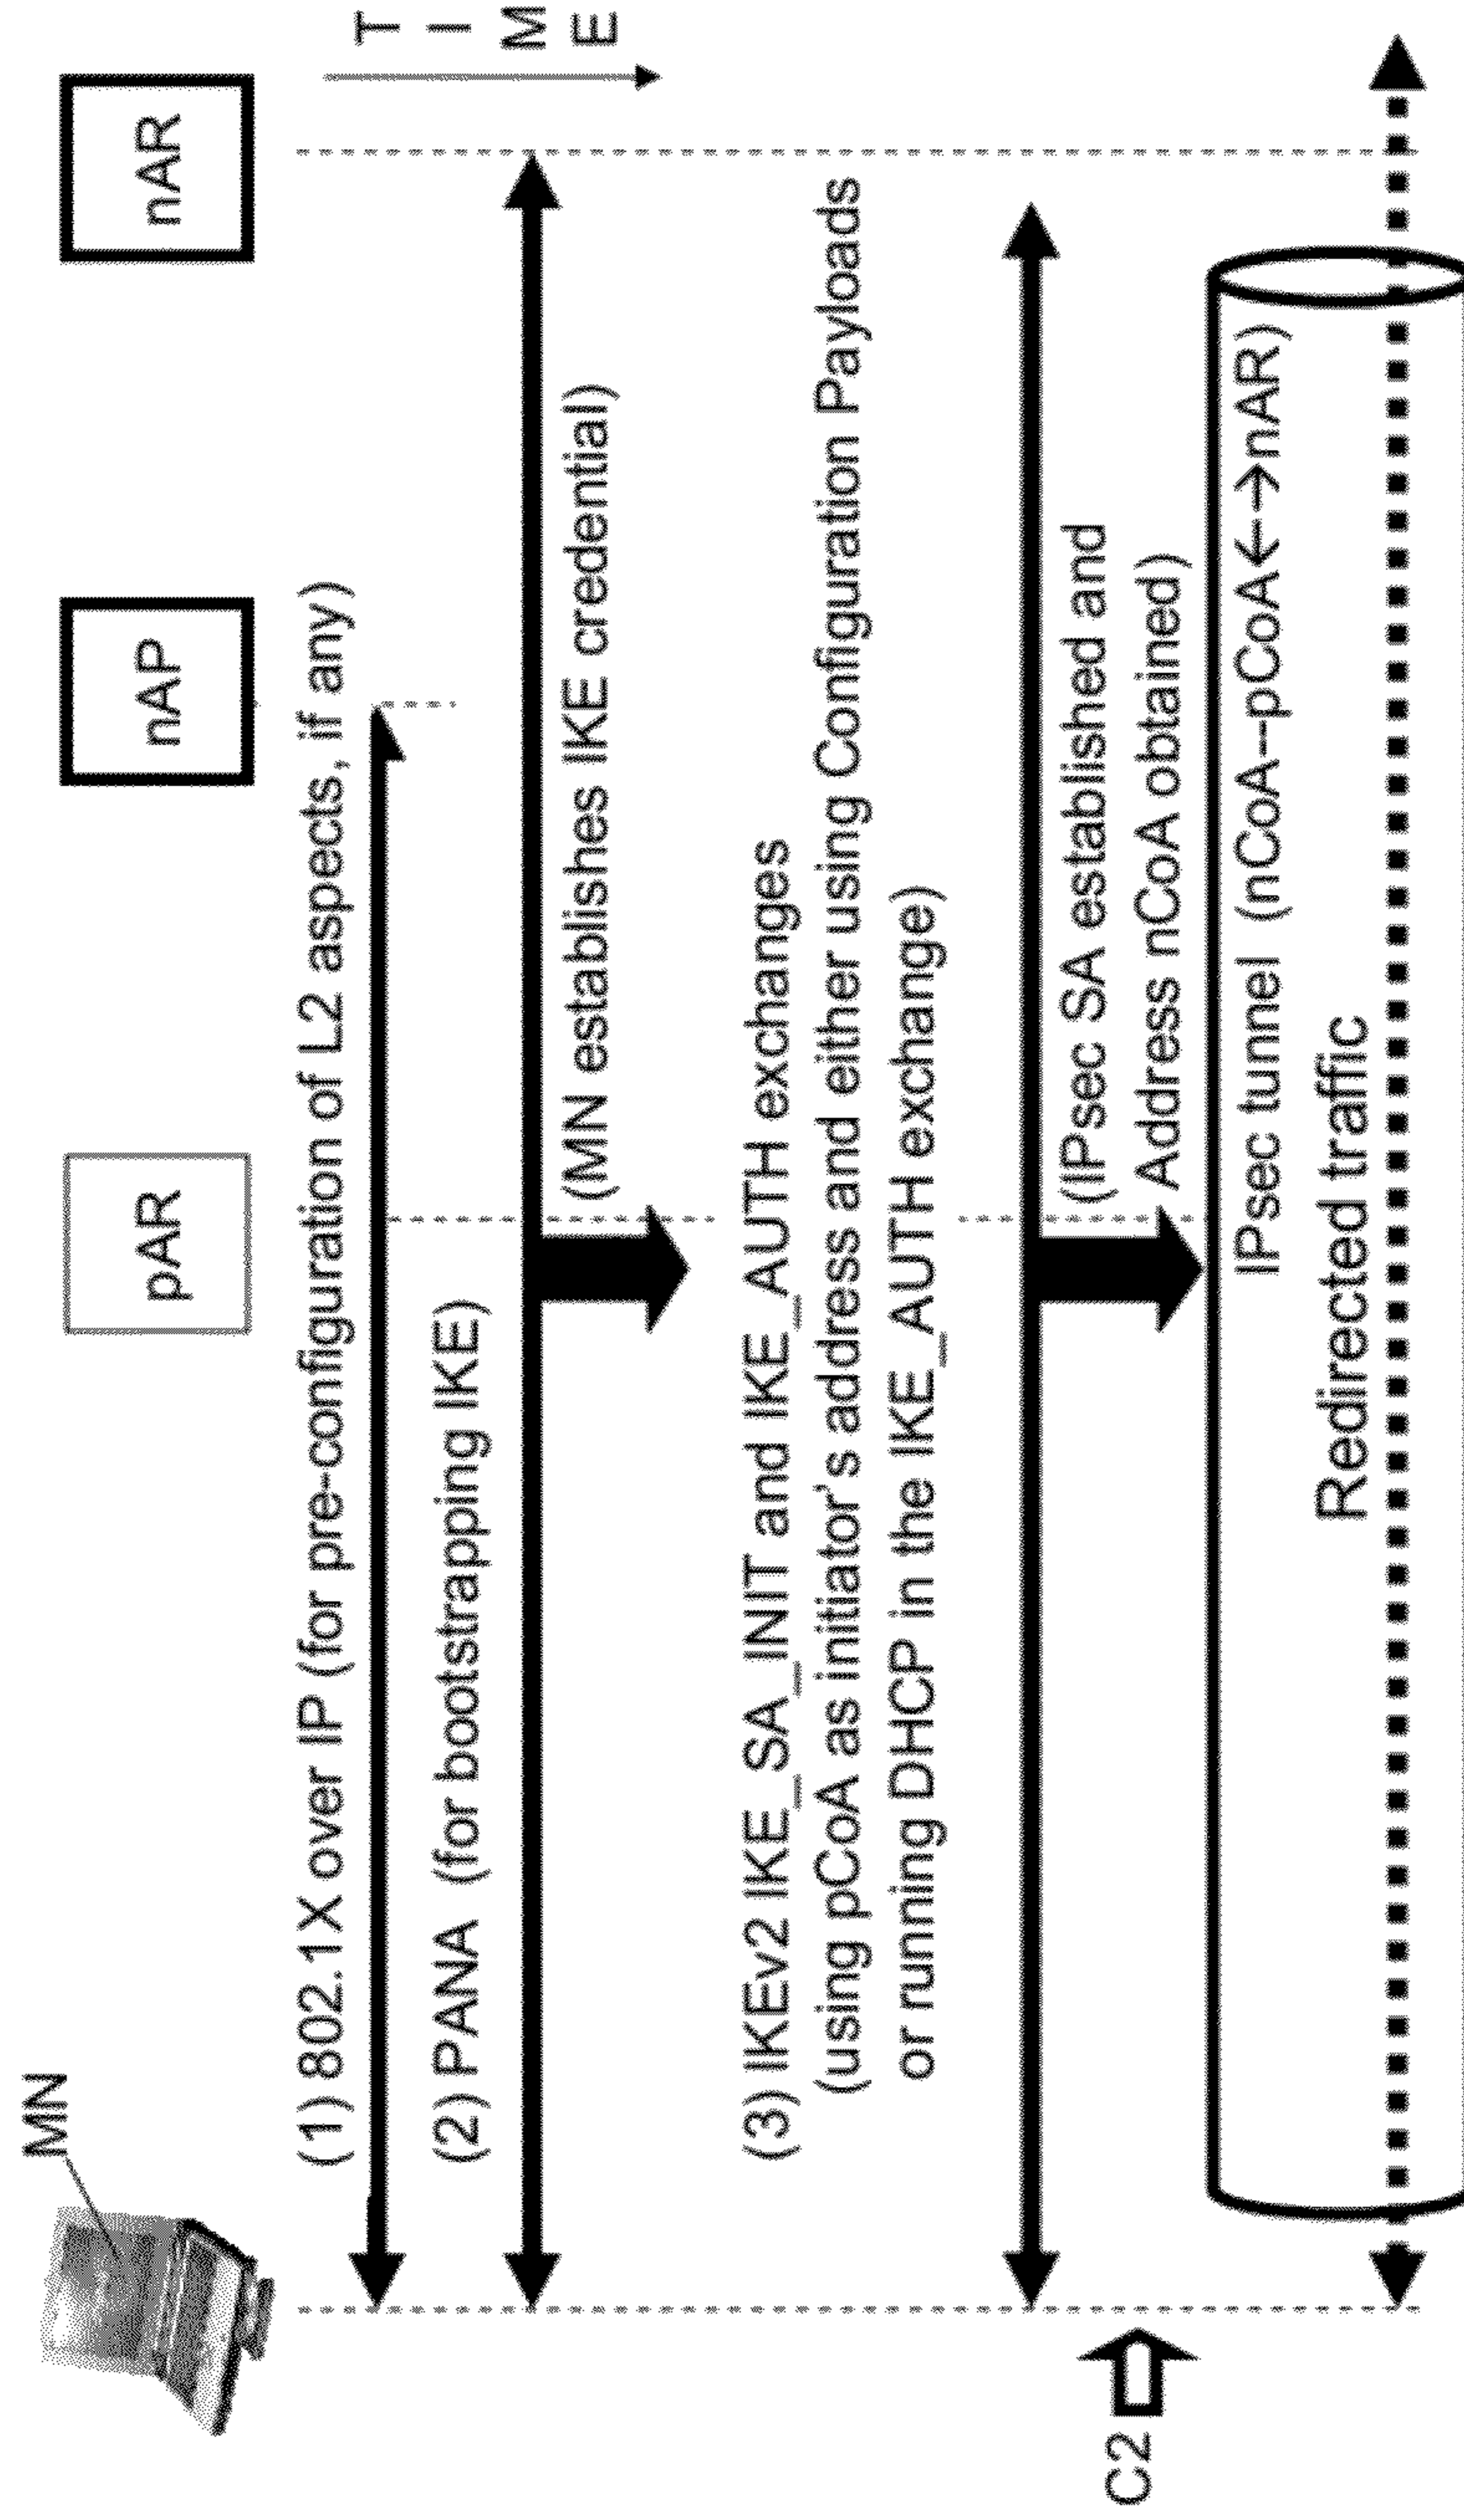 MN
pAR
nAP
nAR
T
I
M
E
(1) 802.1X over IP (for pre-configuration of L2 aspects, if any)
(2) PANA (for bootstrapping IKE)
(MN establishes IKE credential)
(3) IKEv2 IKE_SA_INIT and IKE_AUTH exchanges
(using pCoA as initiator's address and either using Configuration Payloads
or running DHCP in the IKE_AUTH exchange)
C2
(IPsec SA established and
Address nCoA obtained)
IPsec tunnel (nCoA--pCoA←→nAR)
Redirected traffic